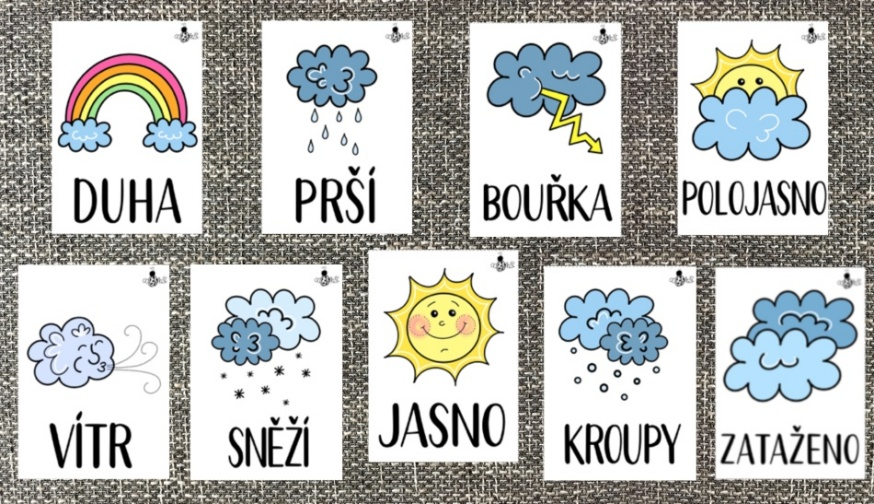 DUHA
PRŠÍ
BOUŘKA
POLOJASNO
VÍTR
SNĚŽÍ
JASNO
KROUPY
ZATAŽENO